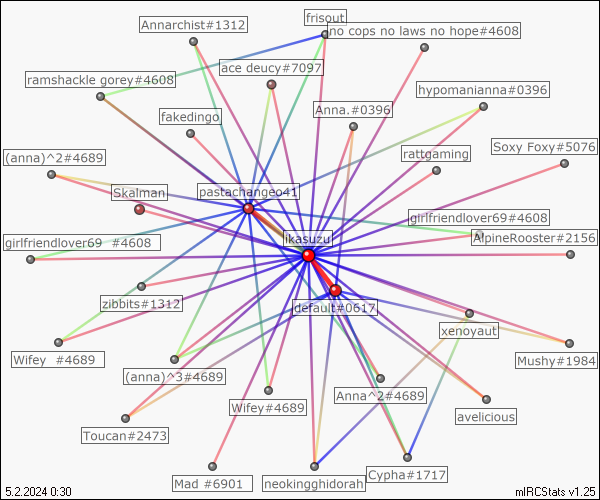 frisout
Annarchist#1312
no cops no laws no hope#4608
ace deucy#7097
ramshackle gorey#4608
hypomanianna#0396
Anna.#0396
fakedingo
Soxy Foxy#5076
rattgaming
(anna)^2#4689
Skalman
pastachangeo41
girlfriendlover69#4608
ikasuzu
AlpineRooster#2156
girlfriendlover69 #4608
zibbits#1312
default#0617
xenoyaut
Wifey #4689
Mushy#1984
(anna)^3#4689
Anna^2#4689
Wifey#4689
avelicious
Toucan#2473
Cypha#1717
Mad #6901
neokingghidorah
5.2.2024 0:30
mIRCStats v1.25